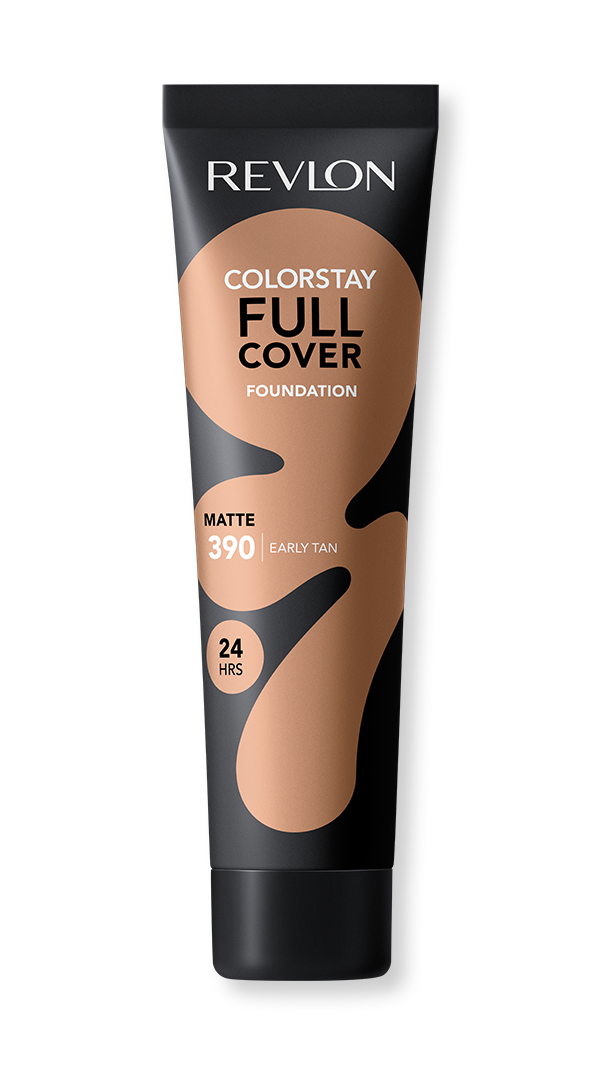 REVLON
COLORSTAY
FULL
COVER
FOUNDATION
MATTE
390 | EARLY TAN
24
HRS